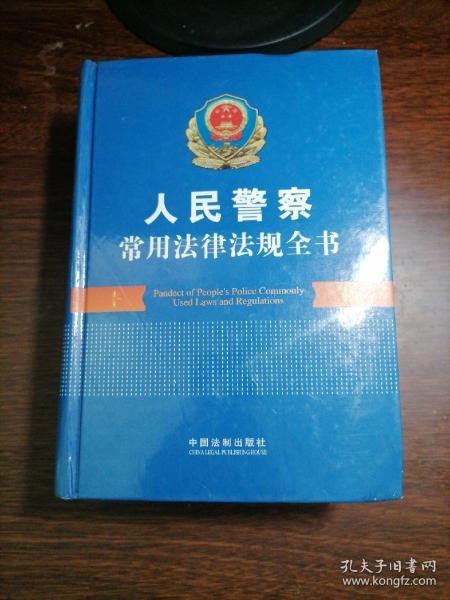 人民警察
常用法律法规全书
Pandect of People's Police Commonly
Used Laws and Regulations
中国法制出版社
CHINA LEGAL PUBLISHING HOUSE
孔夫子旧书网
www.kongfz.com